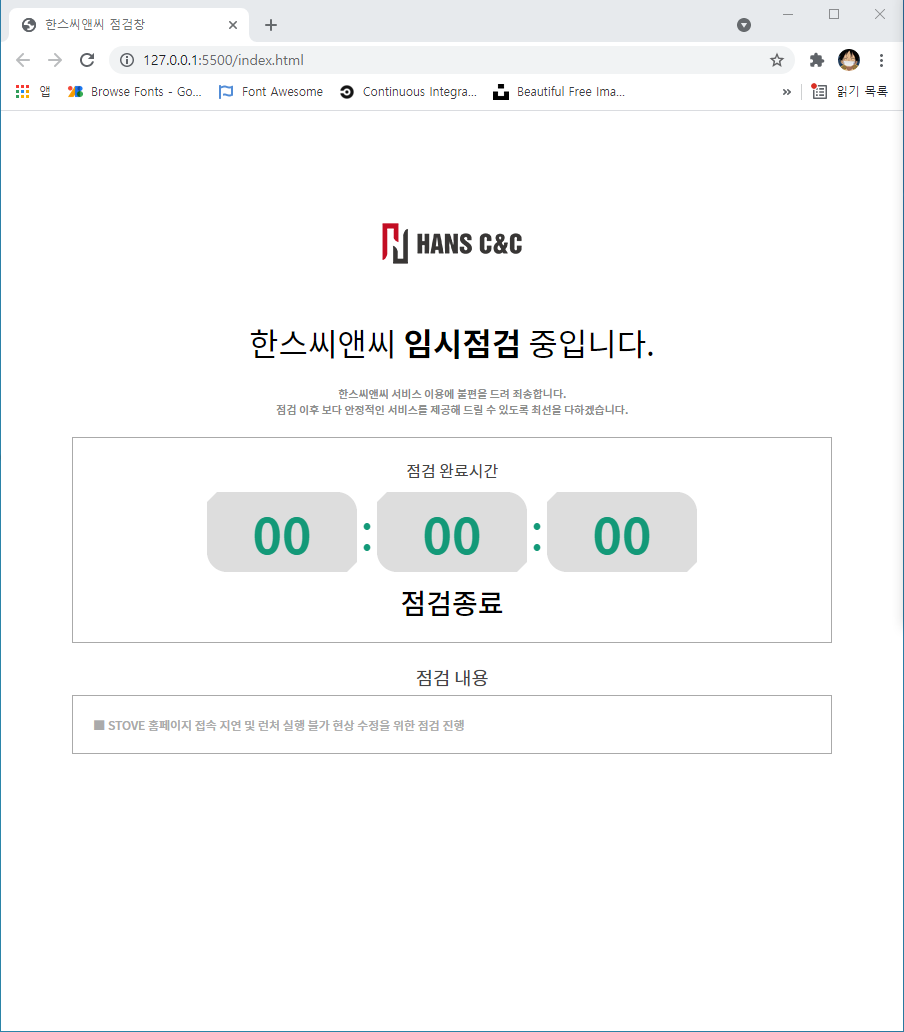 한스씨앤씨 점검창
127.0.0.1:5500/index.html
앱 Browse Fonts - Go... Font Awesome Continuous Integra... Beautiful Free Ima... » 읽기 목록
HANS C&C
한스씨앤씨 임시점검 중입니다.
한스씨앤씨 서비스 이용에 불편을 드려 죄송합니다.
점검 이후 보다 안정적인 서비스를 제공해 드릴 수 있도록 최선을 다하겠습니다.
점검 완료시간
00 : 00 : 00
점검종료
점검 내용
■ STOVE 홈페이지 접속 지연 및 런처 실행 불가 현상 수정을 위한 점검 진행